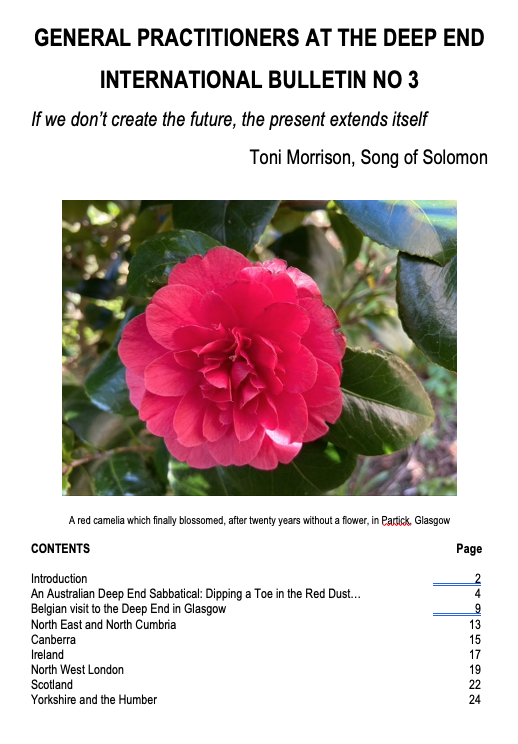 GENERAL PRACTITIONERS AT THE DEEP END
INTERNATIONAL BULLETIN NO 3
If we don’t create the future, the present extends itself
Toni Morrison, Song of Solomon
A red camelia which finally blossomed, after twenty years without a flower, in Partick, Glasgow
CONTENTS Page
Introduction 2
An Australian Deep End Sabbatical: Dipping a Toe in the Red Dust… 4
Belgian visit to the Deep End in Glasgow 9
North East and North Cumbria 13
Canberra 15
Ireland 17
North West London 19
Scotland 22
Yorkshire and the Humber 24